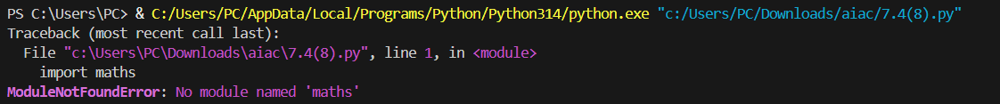 PS C:\Users\PC> & C:/Users/PC/AppData/Local/Programs/Python/Python314/python.exe "c:/Users/PC/Downloads/aiac/7.4(8).py"
Traceback (most recent call last):
  File "c:\Users\PC\Downloads\aiac\7.4(8).py", line 1, in <module>
    import maths
ModuleNotFoundError: No module named 'maths'